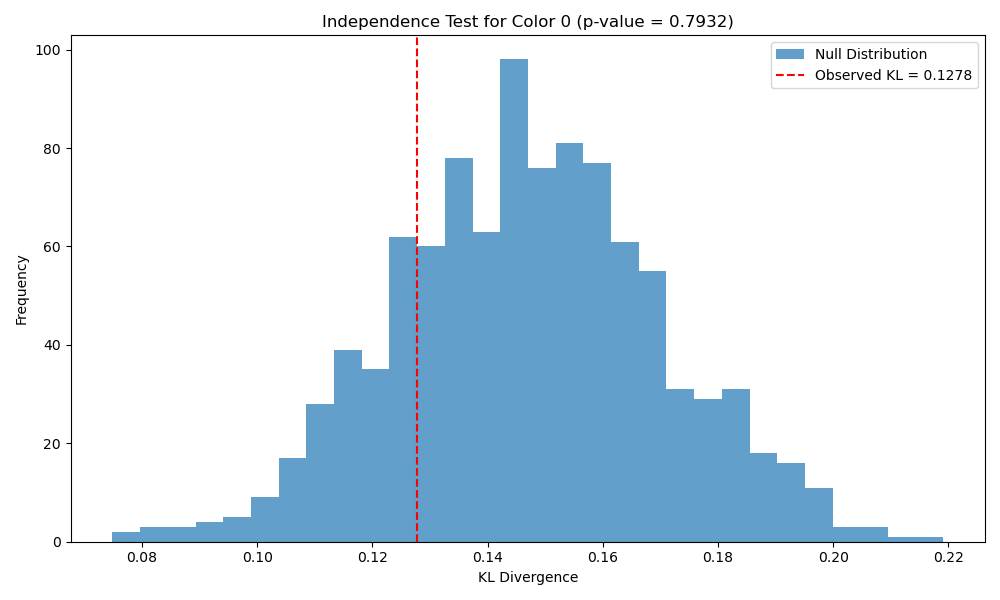 Independence Test for Color 0 (p-value = 0.7932)
Null Distribution
Observed KL = 0.1278
Frequency
100
80
60
40
20
0
0.08 0.10 0.12 0.14 0.16 0.18 0.20 0.22
KL Divergence